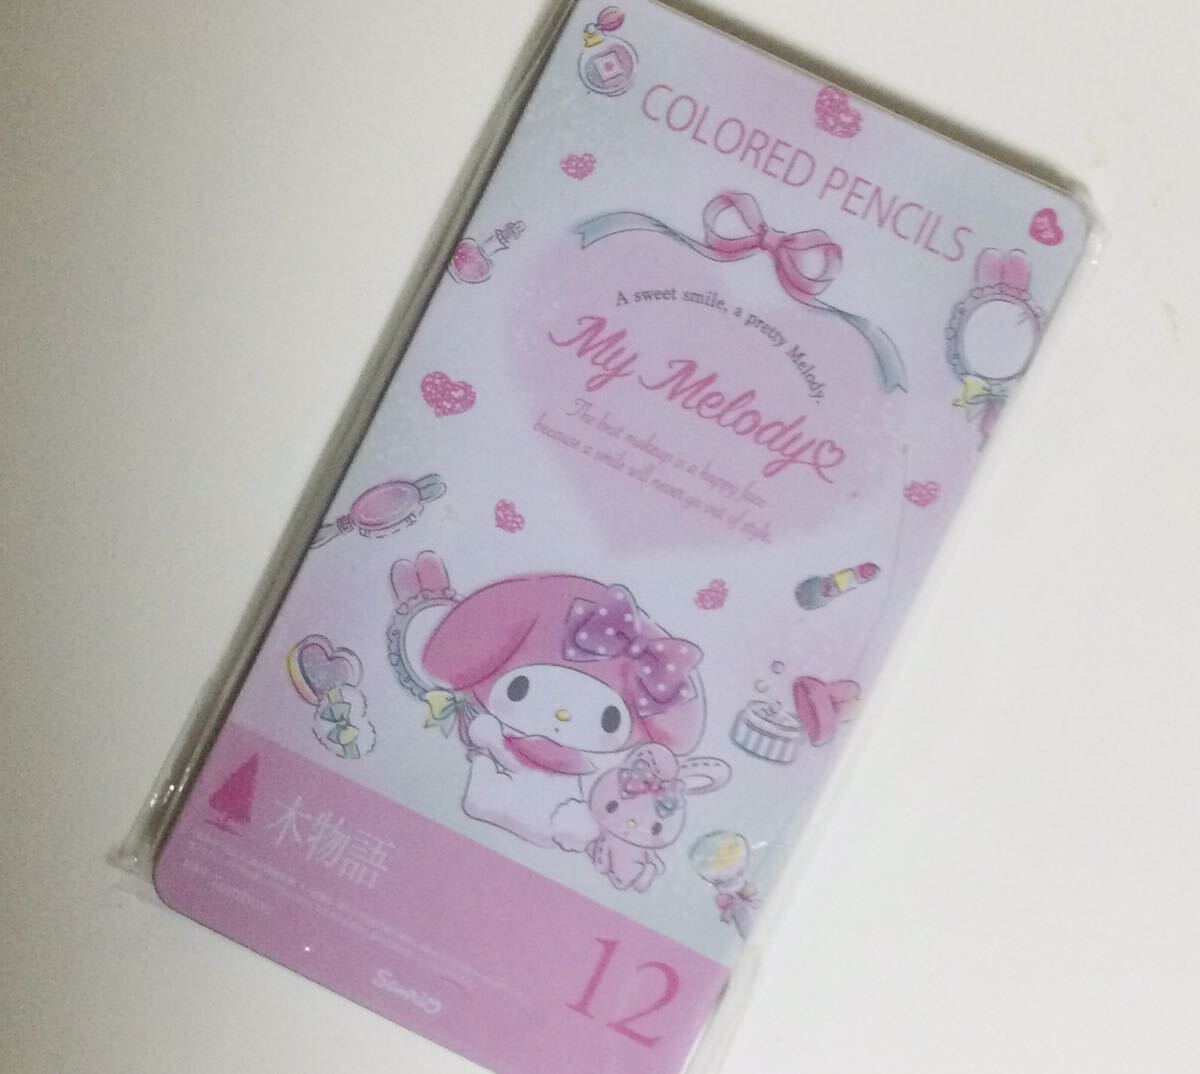 COLORED PENCILS
A sweet smile, a pretty Melody.
My Melody
The best makeup is a happy face
because a smile will never go out of style.
木物語
Sanrio
12